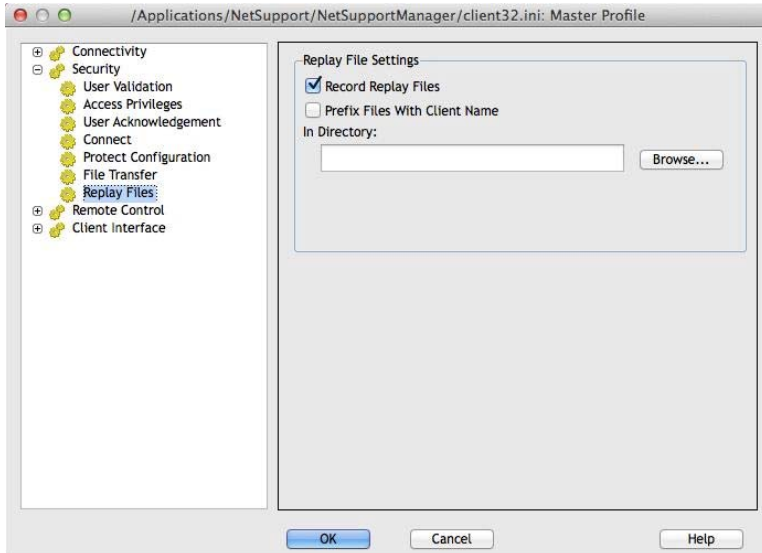 /Applications/NetSupport/NetSupportManager/client32.ini: Master Profile
Connectivity
Security
User Validation
Access Privileges
User Acknowledgement
Connect
Protect Configuration
File Transfer
Replay Files
Remote Control
Client Interface
Replay File Settings
Record Replay Files
Prefix Files With Client Name
In Directory:
Browse...
OK
Cancel
Help